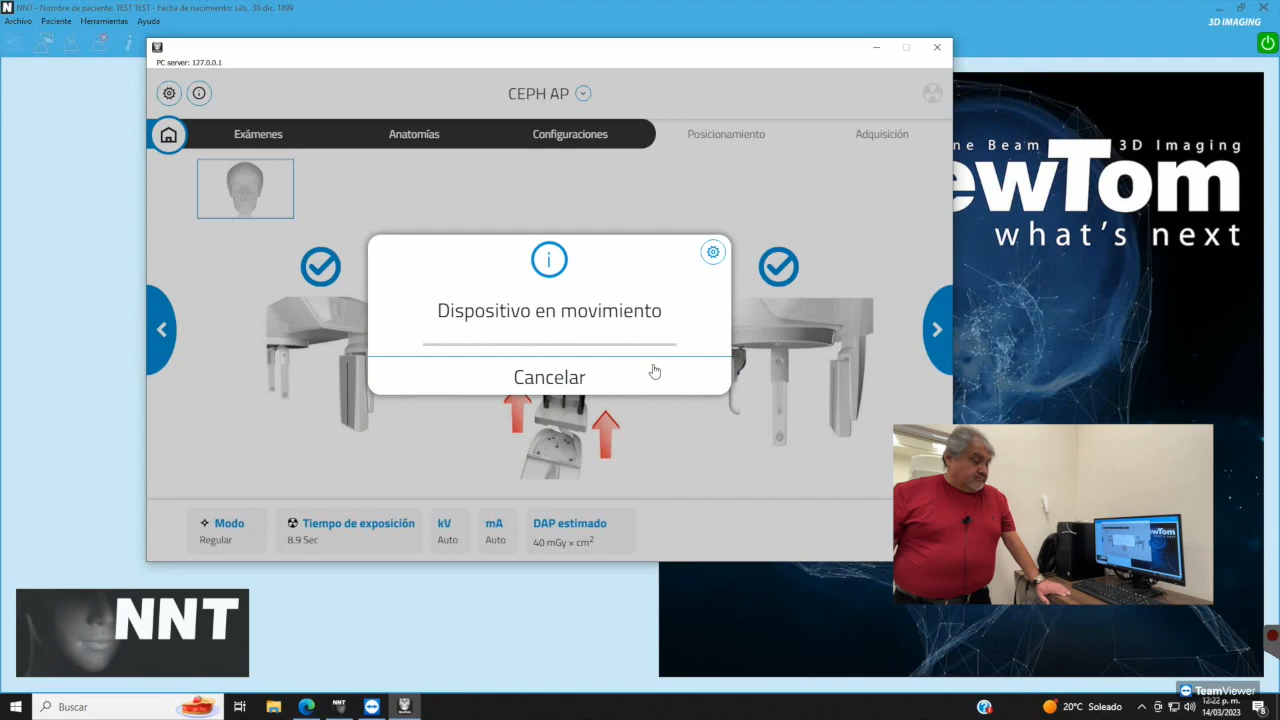 NNT - Nombre de paciente: TEST TEST - Fecha de nacimiento: sáb., 30 dic. 1899
Archivo Paciente Herramientas Ayuda
3D IMAGING
PC server: 127.0.0.1
CEPH AP
Exámenes Anatomías Configuraciones Posicionamiento Adquisición
ne Beam 3D Imaging
ewTom
what's next
Dispositivo en movimiento
Cancelar
Modo Tiempo de exposición kV mA DAP estimado
Regular 8.9 Sec Auto Auto 40 mGy × cm²
NNT
TeamViewer
Buscar
NNT
20°C Soleado
12:22 p. m.
14/03/2023
8